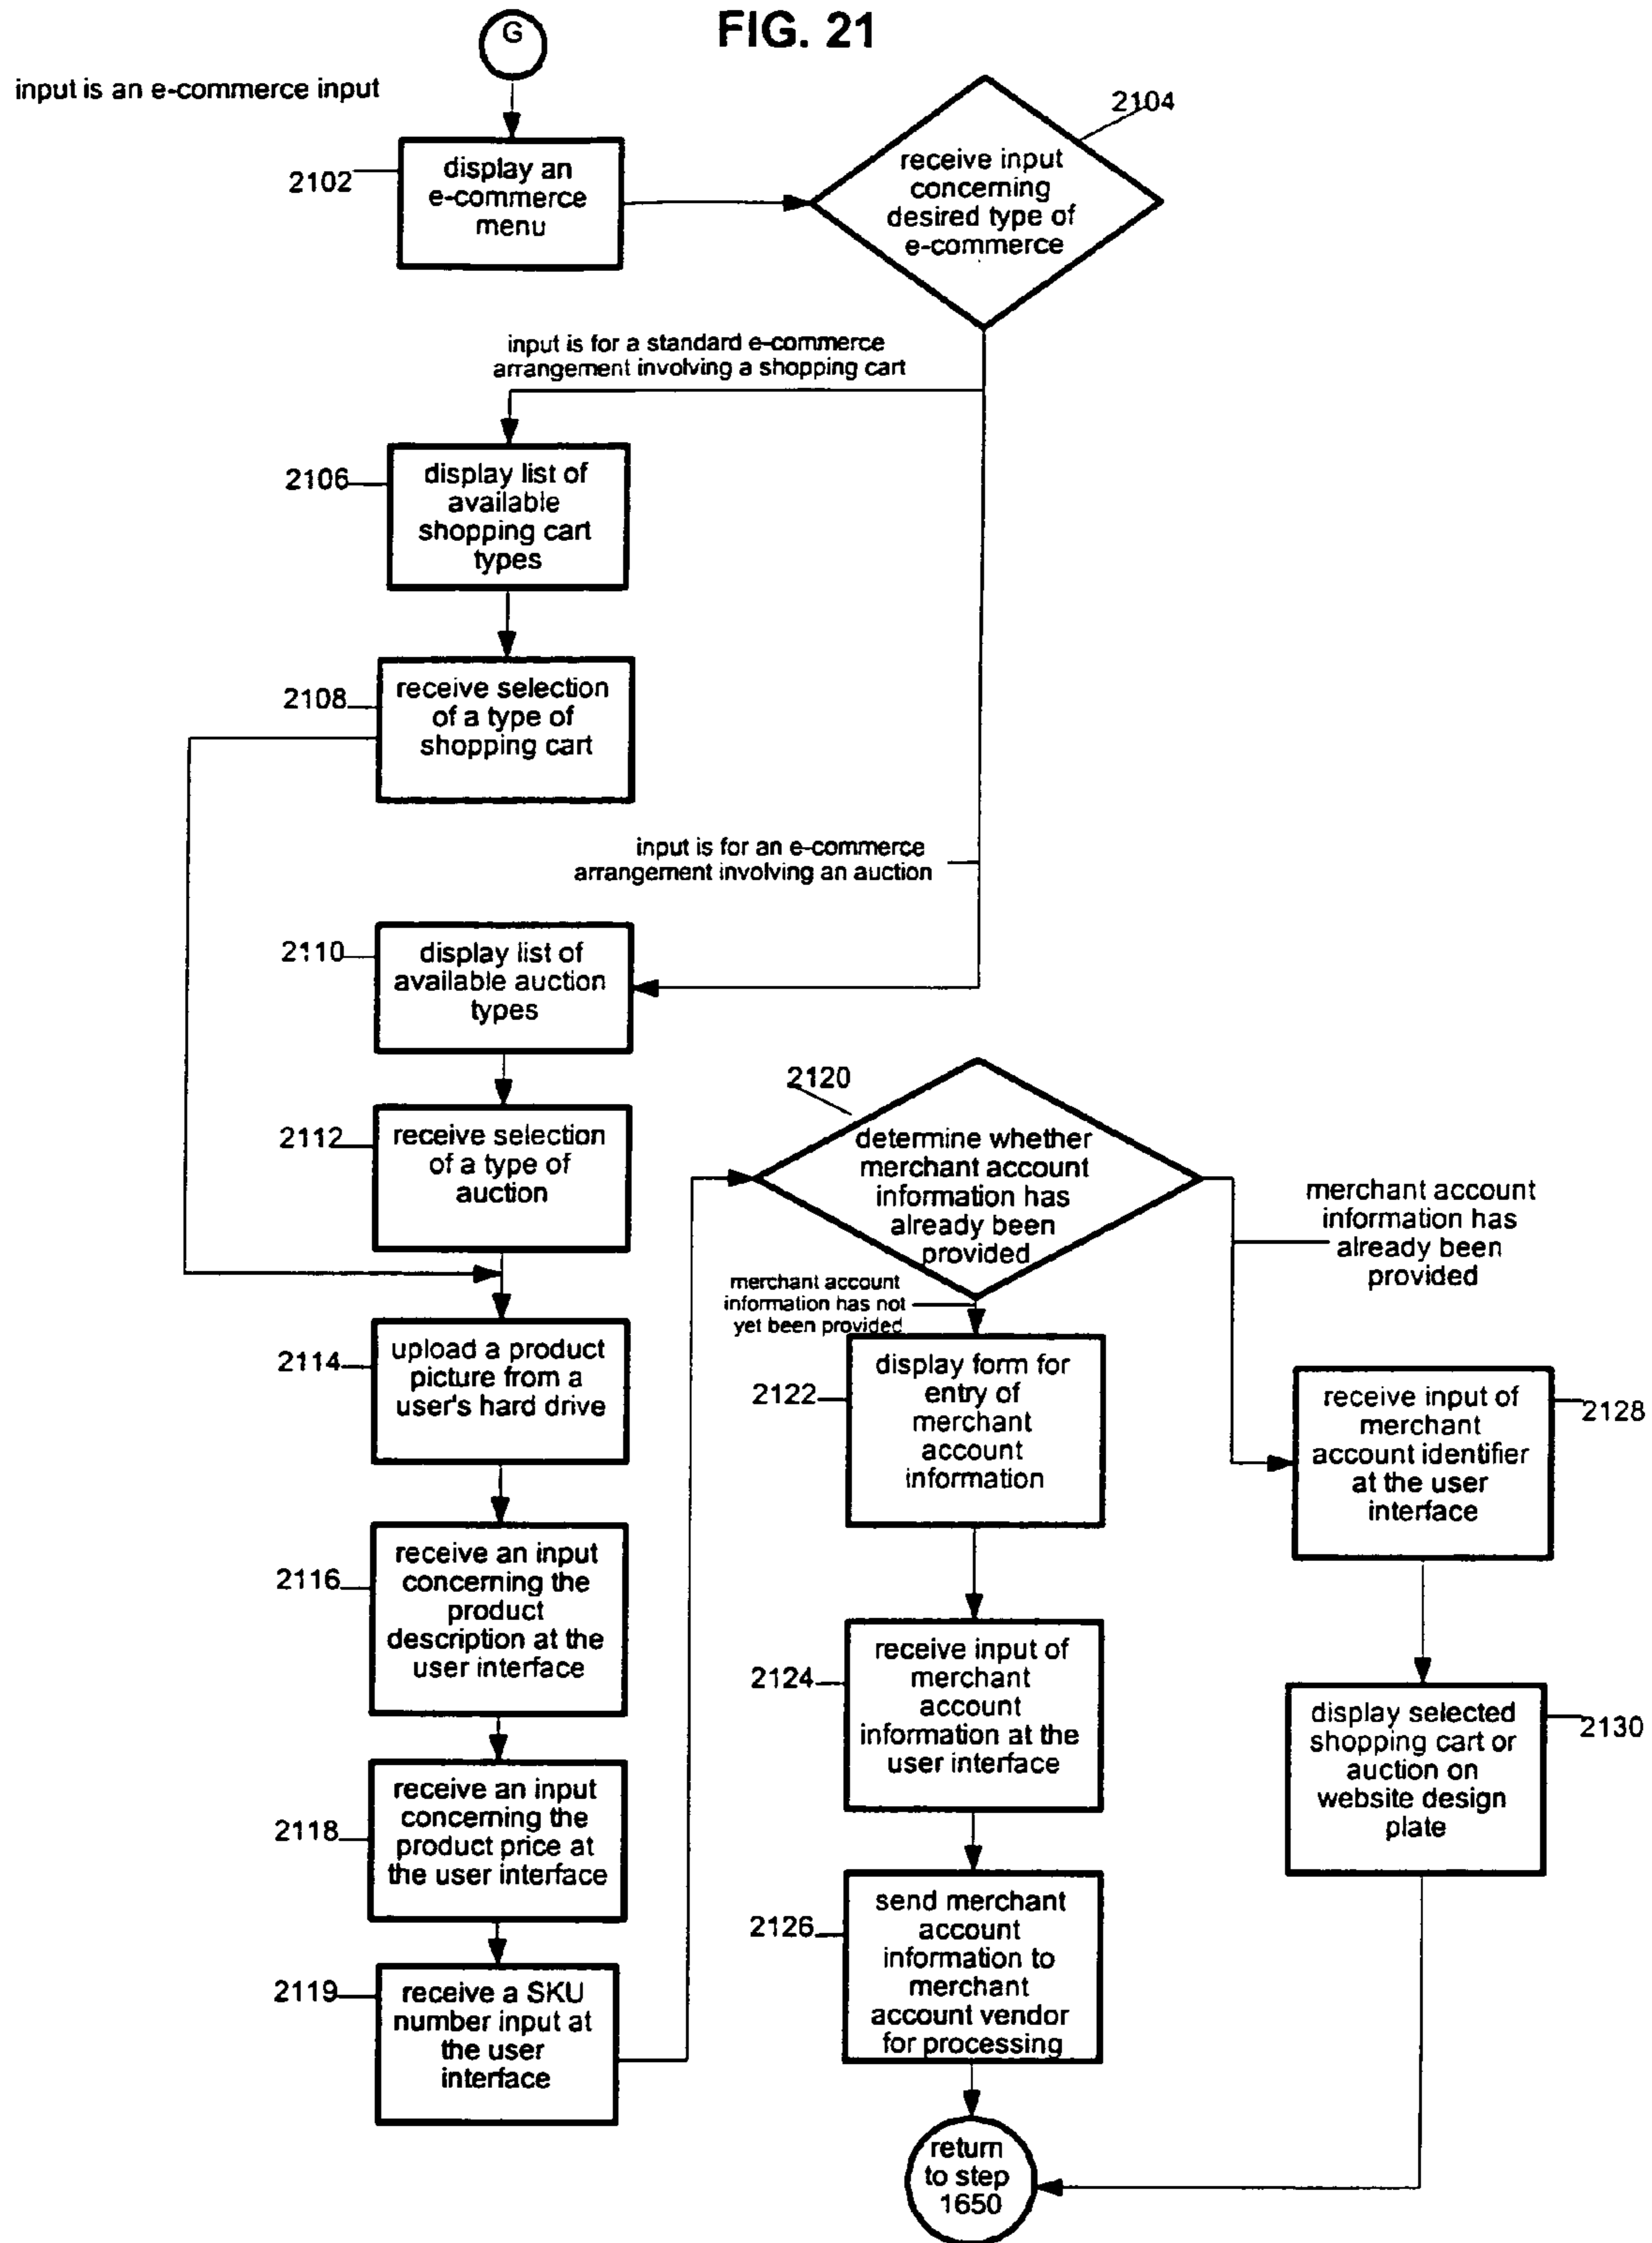 FIG. 21
G
input is an e-commerce input
2102
display an
e-commerce
menu
2104
receive input
concerning
desired type of
e-commerce
input is for a standard e-commerce
arrangement involving a shopping cart
2106
display list of
available
shopping cart
types
2108
receive selection
of a type of
shopping cart
input is for an e-commerce
arrangement involving an auction
2110
display list of
available auction
types
2112
receive selection
of a type of
auction
2114
upload a product
picture from a
user's hard drive
2116
receive an input
concerning the
product
description at the
user interface
2118
receive an input
concerning the
product price at
the user interface
2119
receive a SKU
number input at
the user
interface
2120
determine whether
merchant account
information has
already been
provided
merchant account
information has not
yet been provided
merchant account
information has
already been
provided
2122
display form for
entry of
merchant
account
information
2124
receive input of
merchant
account
information at the
user interface
2126
send merchant
account
information to
merchant
account vendor
for processing
2128
receive input of
merchant
account identifier
at the user
interface
2130
display selected
shopping cart or
auction on
website design
plate
return
to step
1650